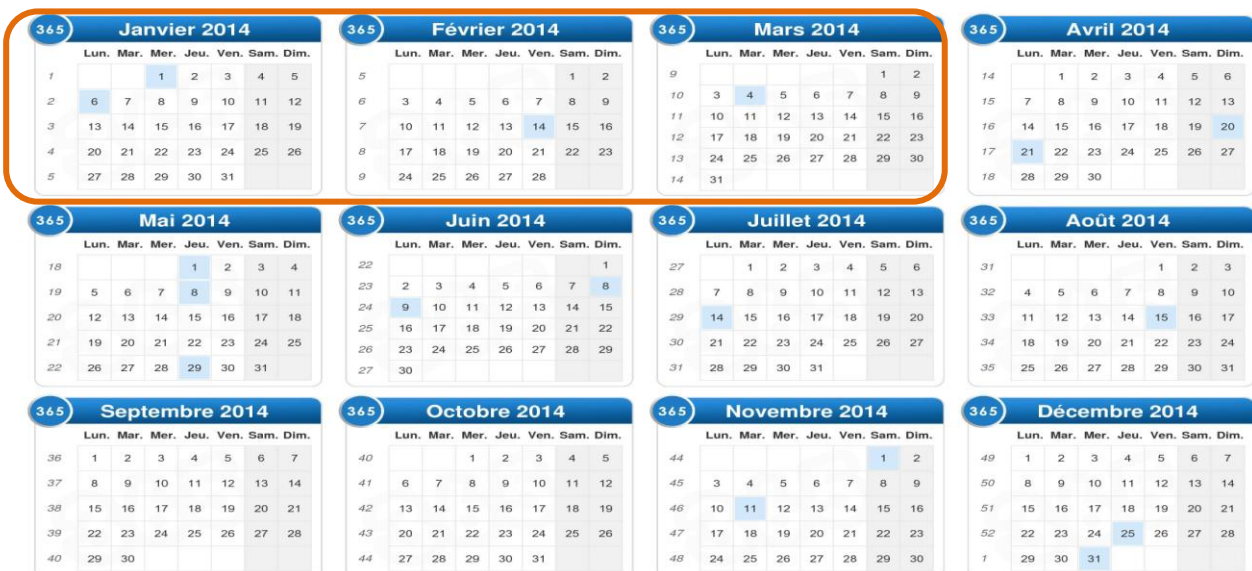 365 Janvier 2014
Lun. Mar. Mer. Jeu. Ven. Sam. Dim.
1 1 2 3 4 5
2 6 7 8 9 10 11 12
3 13 14 15 16 17 18 19
4 20 21 22 23 24 25 26
5 27 28 29 30 31
365 Février 2014
Lun. Mar. Mer. Jeu. Ven. Sam. Dim.
5 1 2
6 3 4 5 6 7 8 9
7 10 11 12 13 14 15 16
8 17 18 19 20 21 22 23
9 24 25 26 27 28
365 Mars 2014
Lun. Mar. Mer. Jeu. Ven. Sam. Dim.
9 1 2
10 3 4 5 6 7 8 9
11 10 11 12 13 14 15 16
12 17 18 19 20 21 22 23
13 24 25 26 27 28 29 30
14 31
365 Avril 2014
Lun. Mar. Mer. Jeu. Ven. Sam. Dim.
14 1 2 3 4 5 6
15 7 8 9 10 11 12 13
16 14 15 16 17 18 19 20
17 21 22 23 24 25 26 27
18 28 29 30
365 Mai 2014
Lun. Mar. Mer. Jeu. Ven. Sam. Dim.
18 1 2 3 4
19 5 6 7 8 9 10 11
20 12 13 14 15 16 17 18
21 19 20 21 22 23 24 25
22 26 27 28 29 30 31
365 Juin 2014
Lun. Mar. Mer. Jeu. Ven. Sam. Dim.
22 1
23 2 3 4 5 6 7 8
24 9 10 11 12 13 14 15
25 16 17 18 19 20 21 22
26 23 24 25 26 27 28 29
27 30
365 Juillet 2014
Lun. Mar. Mer. Jeu. Ven. Sam. Dim.
27 1 2 3 4 5 6
28 7 8 9 10 11 12 13
29 14 15 16 17 18 19 20
30 21 22 23 24 25 26 27
31 28 29 30 31
365 Août 2014
Lun. Mar. Mer. Jeu. Ven. Sam. Dim.
31 1 2 3
32 4 5 6 7 8 9 10
33 11 12 13 14 15 16 17
34 18 19 20 21 22 23 24
35 25 26 27 28 29 30 31
365 Septembre 2014
Lun. Mar. Mer. Jeu. Ven. Sam. Dim.
36 1 2 3 4 5 6 7
37 8 9 10 11 12 13 14
38 15 16 17 18 19 20 21
39 22 23 24 25 26 27 28
40 29 30
365 Octobre 2014
Lun. Mar. Mer. Jeu. Ven. Sam. Dim.
40 1 2 3 4 5
41 6 7 8 9 10 11 12
42 13 14 15 16 17 18 19
43 20 21 22 23 24 25 26
44 27 28 29 30 31
365 Novembre 2014
Lun. Mar. Mer. Jeu. Ven. Sam. Dim.
44 1 2
45 3 4 5 6 7 8 9
46 10 11 12 13 14 15 16
47 17 18 19 20 21 22 23
48 24 25 26 27 28 29 30
365 Décembre 2014
Lun. Mar. Mer. Jeu. Ven. Sam. Dim.
49 1 2 3 4 5 6 7
50 8 9 10 11 12 13 14
51 15 16 17 18 19 20 21
52 22 23 24 25 26 27 28
1 29 30 31